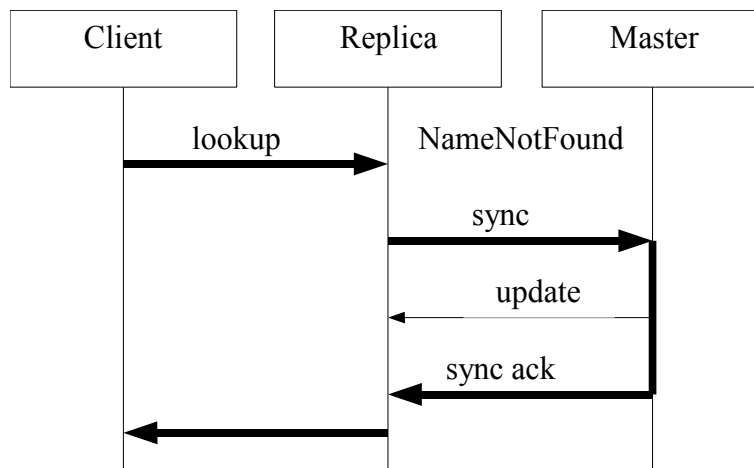 Client
Replica
Master
lookup
NameNotFound
sync
update
sync ack